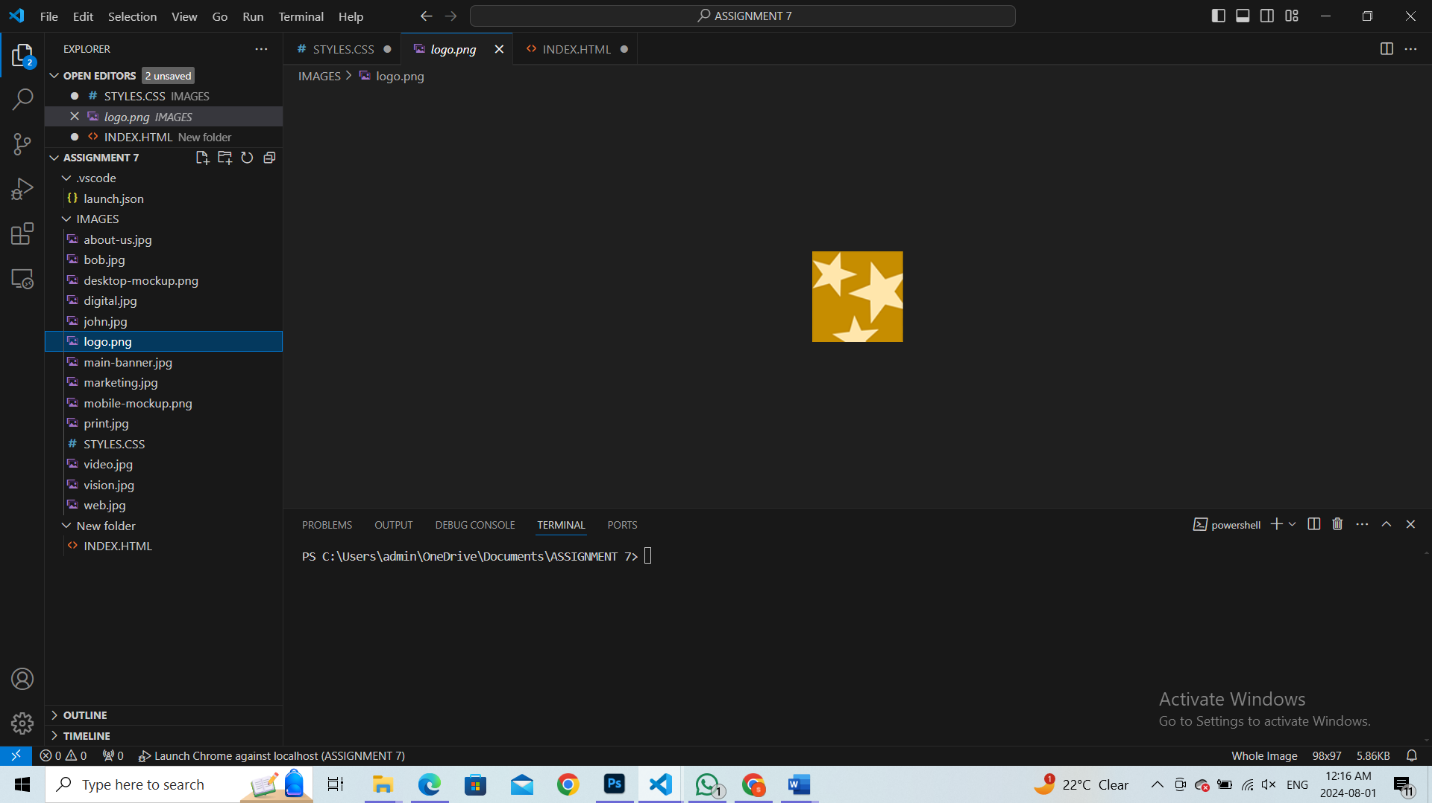 File Edit Selection View Go Run Terminal Help ASSIGNMENT 7
EXPLORER
STYLES.CSS logo.png INDEX.HTML
OPEN EDITORS 2 unsaved
IMAGES logo.png
STYLES.CSS IMAGES
logo.png IMAGES
INDEX.HTML New folder
ASSIGNMENT 7
.vscode
launch.json
IMAGES
about-us.jpg
bob.jpg
desktop-mockup.png
digital.jpg
john.jpg
logo.png
main-banner.jpg
marketing.jpg
mobile-mockup.png
print.jpg
STYLES.CSS
video.jpg
vision.jpg
web.jpg
New folder
INDEX.HTML
PROBLEMS OUTPUT DEBUG CONSOLE TERMINAL PORTS powershell
PS C:\Users\admin\OneDrive\Documents\ASSIGNMENT 7>
Activate Windows
Go to Settings to activate Windows.
OUTLINE
TIMELINE
0 0 0 Launch Chrome against localhost (ASSIGNMENT 7) Whole Image 98x97 5.86KB
Type here to search 22°C Clear ENG 12:16 AM
2024-08-01 11